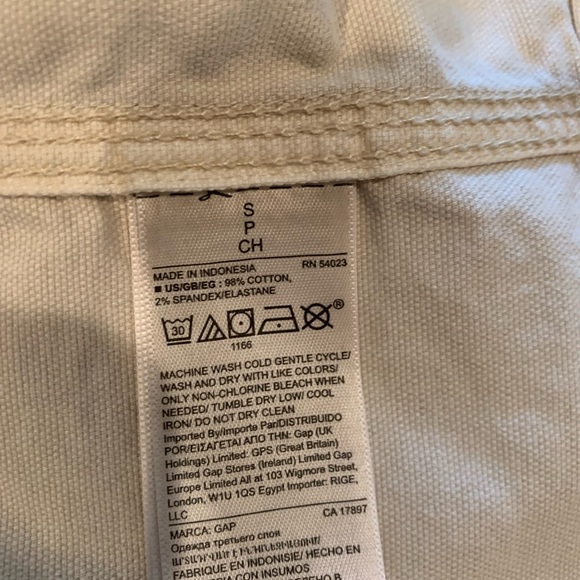 S
P
CH
MADE IN INDONESIA RN 54023
■ US/GB/EG : 98% COTTON,
2% SPANDEX/ELASTANE
30
1166
MACHINE WASH COLD GENTLE CYCLE/
WASH AND DRY WITH LIKE COLORS/
ONLY NON-CHLORINE BLEACH WHEN
NEEDED/ TUMBLE DRY LOW/ COOL
IRON/ DO NOT DRY CLEAN
Imported By/Importe Par/DISTRIBUIDO
POR/ΕΙΣΑΓΕΤΑΙ ΑΠΟ ΤΗΝ: Gap (UK
Holdings) Limited: GPS (Great Britain)
Limited Gap Stores (Ireland) Limited Gap
Europe Limited All at 103 Wigmore Street,
London, W1U 1QS Egypt Importer: RIGE,
LLC
MARCA: GAP CA 17897
Одежда третьего слоя
FABRIQUE EN INDONESIE/ HECHO EN
CON INSUMOS